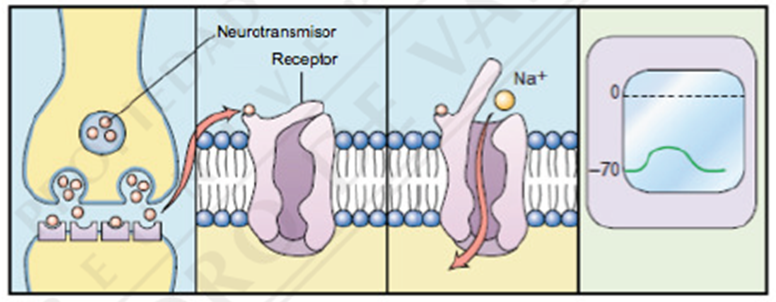 Neurotransmisor
Receptor
Na⁺
0
–70